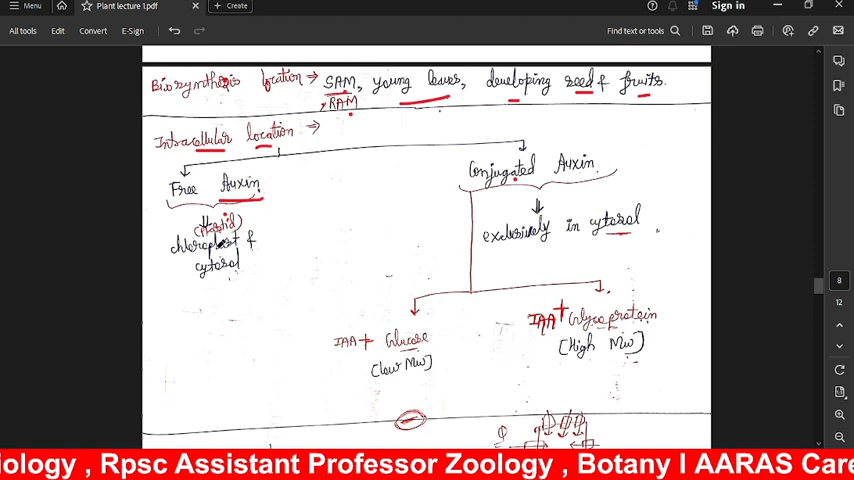 Menu
Plant lecture 1.pdf
+ Create
Sign in
All tools
Edit
Convert
E-Sign
Find text or tools
Biosynthesis location → SAM, young leves, developing seed & fruits.
, RAM
Intracellular location ⇒
Free Auxin
(Plastid)
chloroplast &
cytosol
Conjugated Auxin
exclusively in cytosol
IAA + Glucose
[low Mw]
IAA + Glycoprotein
[High Mw]
8
12
iology , Rpsc Assistant Professor Zoology , Botany I AARAS Care